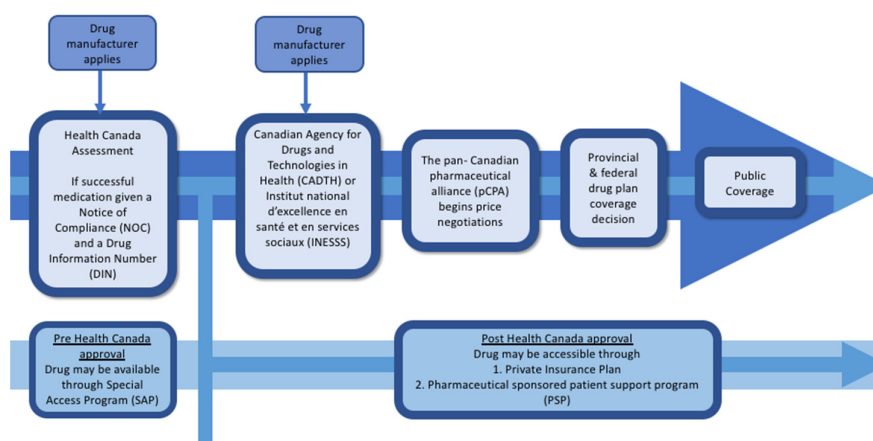 Drug
manufacturer
applies
Drug
manufacturer
applies
Health Canada
Assessment
If successful
medication given a
Notice of
Compliance (NOC)
and a Drug
Information Number
(DIN)
Canadian Agency for
Drugs and
Technologies in
Health (CADTH) or
Institut national
d'excellence en
santé et en services
sociaux (INESSS)
The pan- Canadian
pharmaceutical
alliance (pCPA)
begins price
negotiations
Provincial
& federal
drug plan
coverage
decision
Public
Coverage
Pre Health Canada
approval
Drug may be available
through Special
Access Program (SAP)
Post Health Canada approval
Drug may be accessible through
1. Private Insurance Plan
2. Pharmaceutical sponsored patient support program
(PSP)